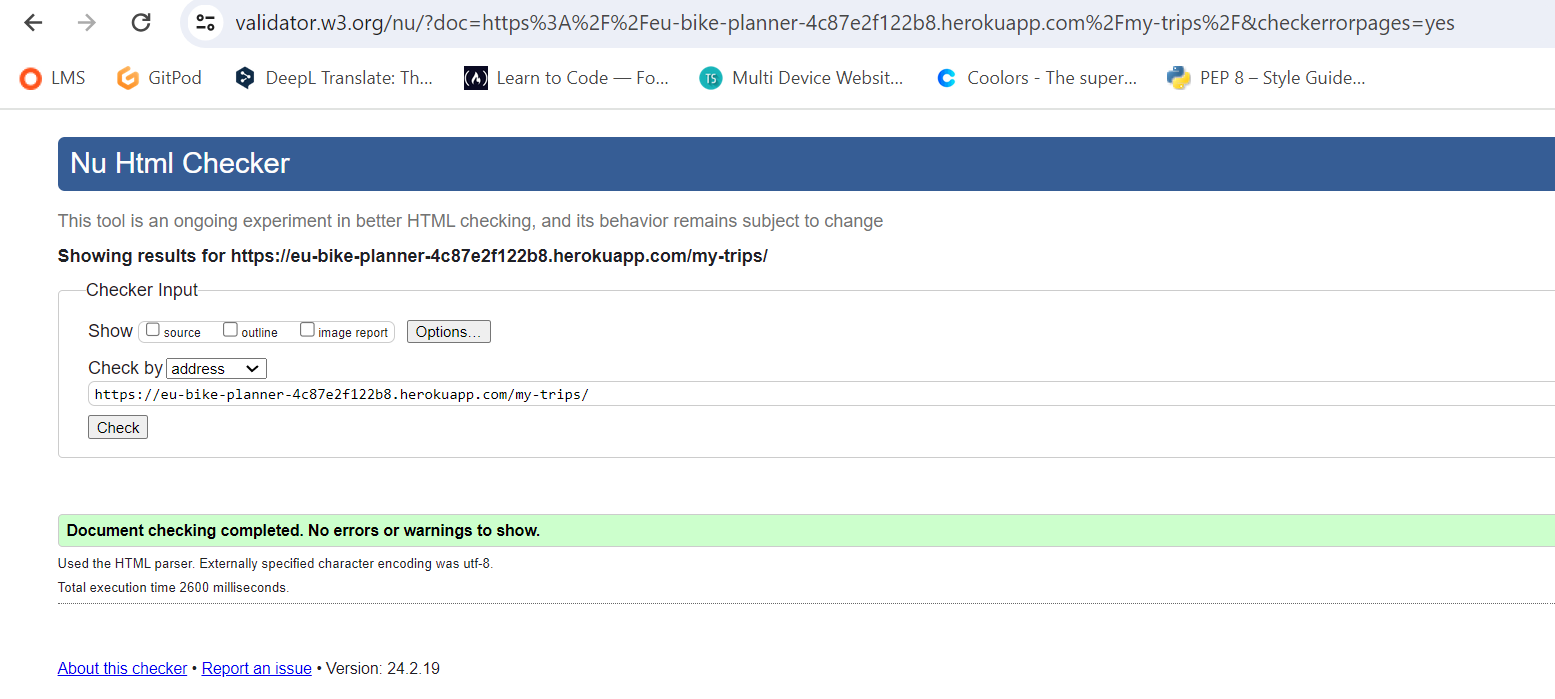 validator.w3.org/nu/?doc=https%3A%2F%2Feu-bike-planner-4c87e2f122b8.herokuapp.com%2Fmy-trips%2F&checkerrorpages=yes
LMS GitPod DeepL Translate: Th... Learn to Code — Fo... TS Multi Device Websit... Coolors - The super... PEP 8 – Style Guide...
Nu Html Checker
This tool is an ongoing experiment in better HTML checking, and its behavior remains subject to change
Showing results for https://eu-bike-planner-4c87e2f122b8.herokuapp.com/my-trips/
Checker Input
Show source outline image report Options...
Check by address
https://eu-bike-planner-4c87e2f122b8.herokuapp.com/my-trips/
Check
Document checking completed. No errors or warnings to show.
Used the HTML parser. Externally specified character encoding was utf-8.
Total execution time 2600 milliseconds.
About this checker • Report an issue • Version: 24.2.19